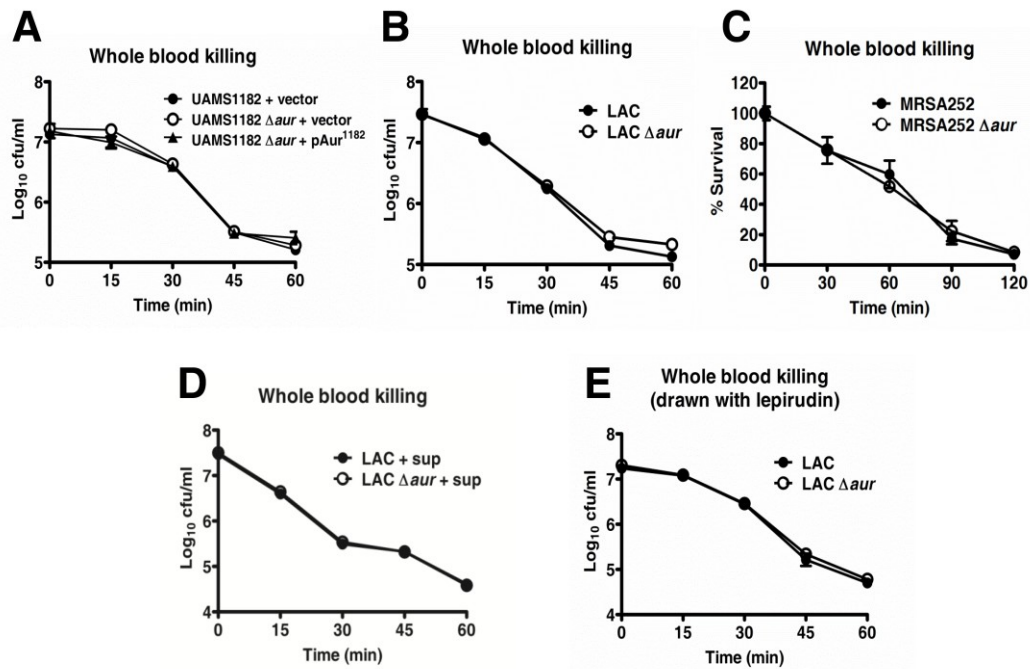 A
Whole blood killing
Log10 cfu/ml
8
7
6
5
0 15 30 45 60
Time (min)
UAMS1182 + vector
UAMS1182 Δaur + vector
UAMS1182 Δaur + pAur1182
B
Whole blood killing
Log10 cfu/ml
8
7
6
5
0 15 30 45 60
Time (min)
LAC
LAC Δaur
C
Whole blood killing
% Survival
120
100
80
60
40
20
0
0 30 60 90 120
Time (min)
MRSA252
MRSA252 Δaur
D
Whole blood killing
Log10 cfu/ml
8
7
6
5
4
0 15 30 45 60
Time (min)
LAC + sup
LAC Δaur + sup
E
Whole blood killing
(drawn with lepirudin)
Log10 cfu/ml
8
7
6
5
4
0 15 30 45 60
Time (min)
LAC
LAC Δaur